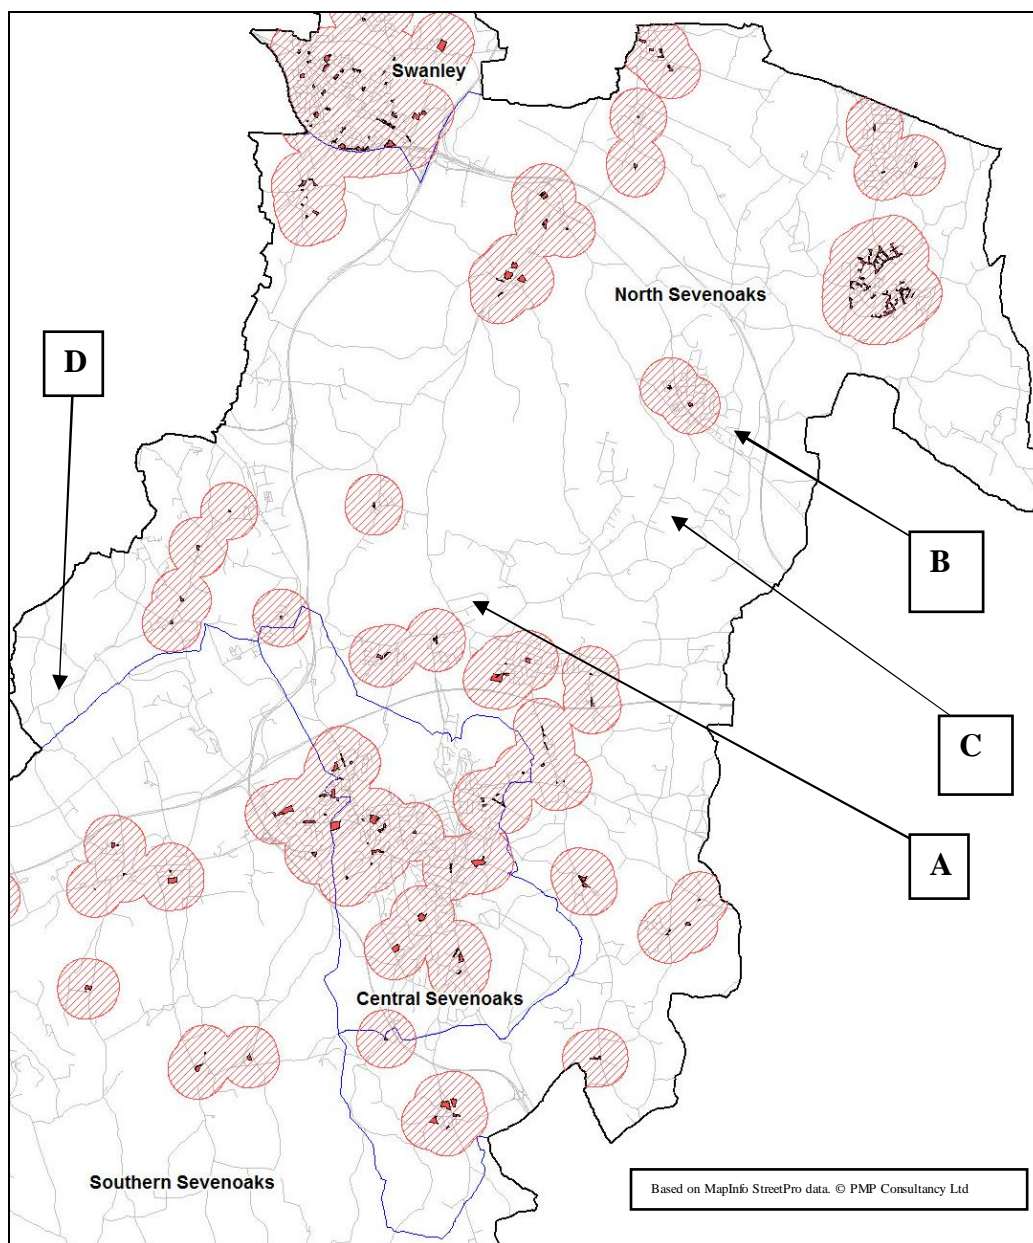 Swanley
North Sevenoaks
D
B
C
A
Central Sevenoaks
Southern Sevenoaks
Based on MapInfo StreetPro data. © PMP Consultancy Ltd